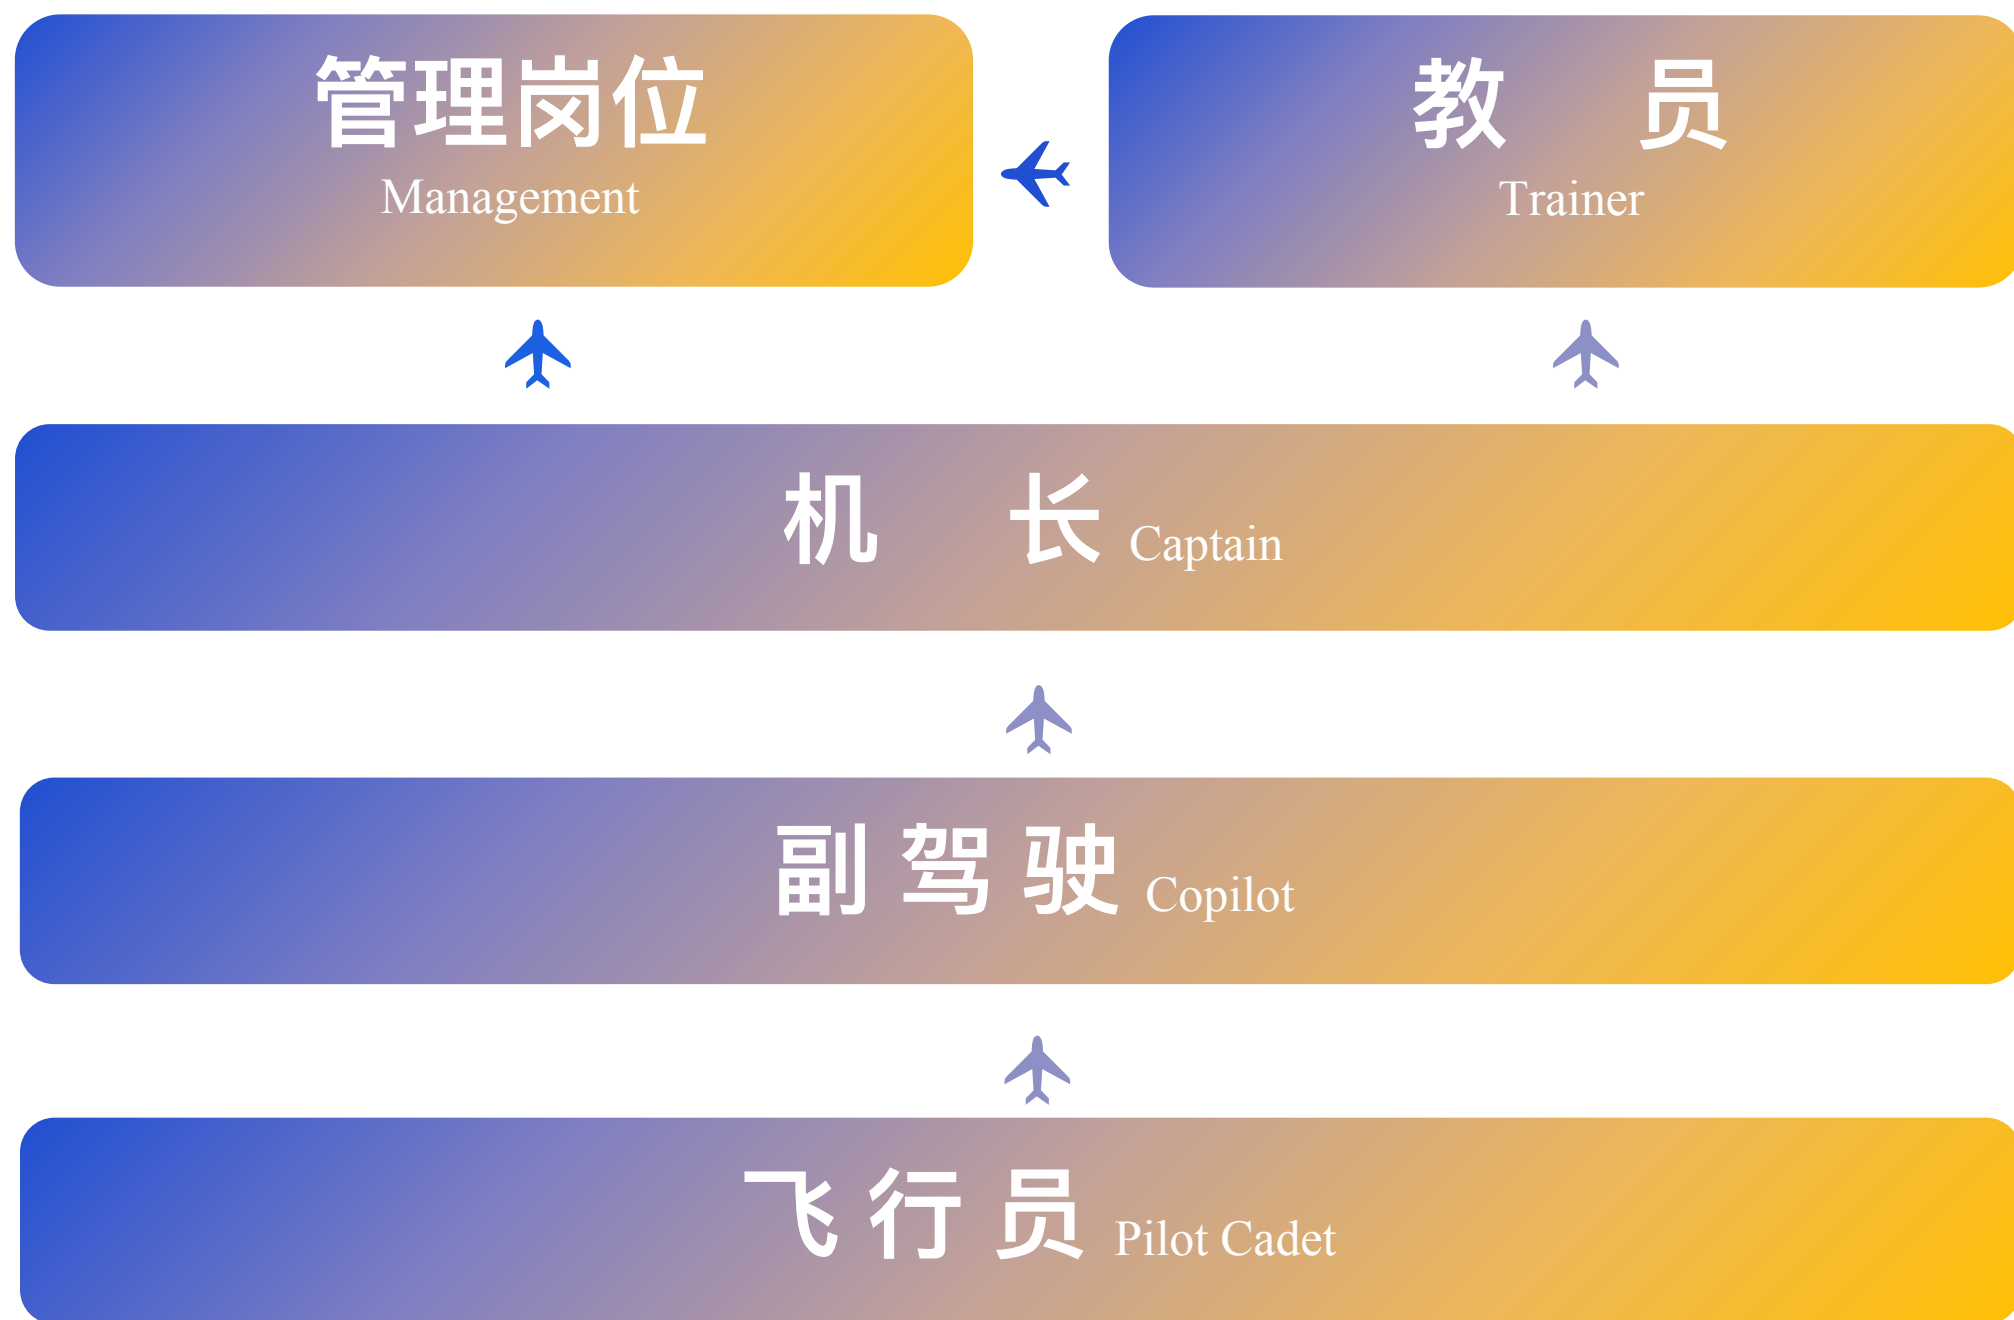 管理岗位
Management
教 员
Trainer
机 长 Captain
副 驾 驶 Copilot
飞 行 员 Pilot Cadet